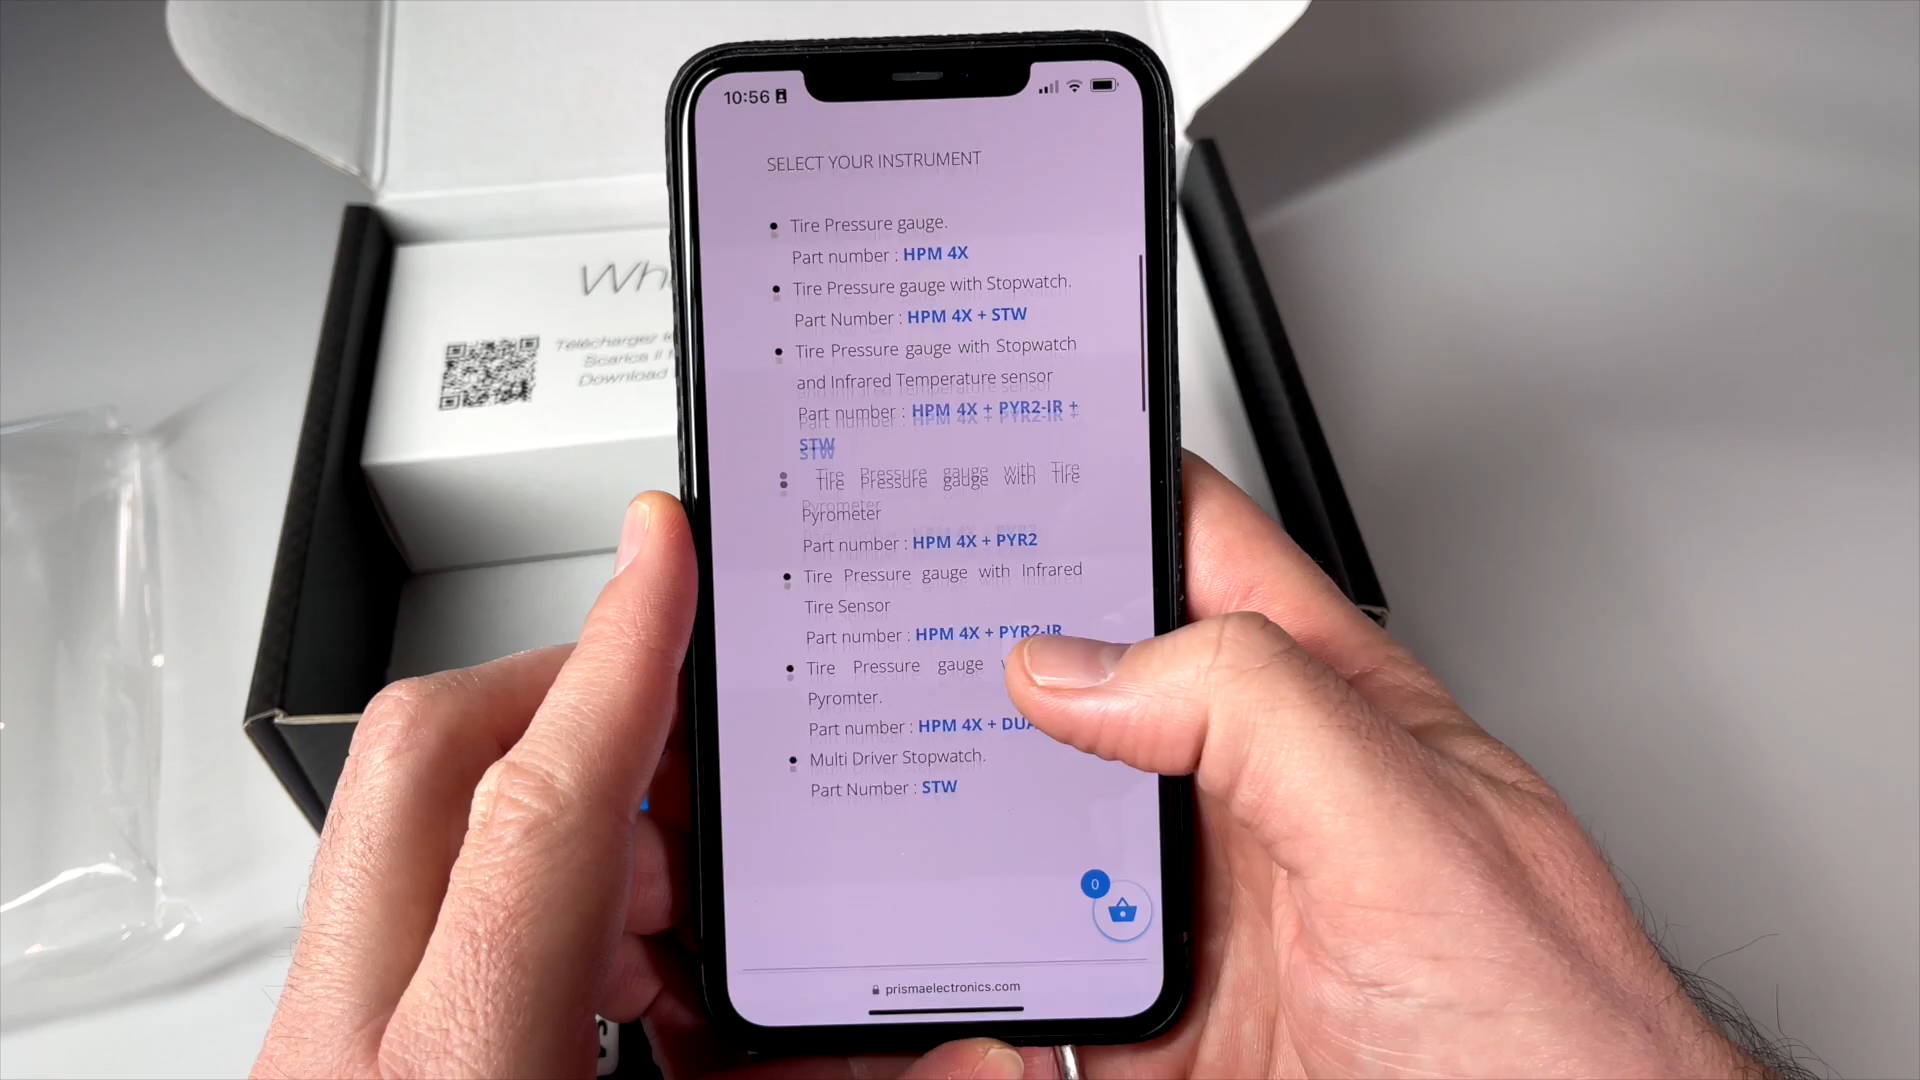 10:56
SELECT YOUR INSTRUMENT
Tire Pressure gauge.
Part number : HPM 4X
Tire Pressure gauge with Stopwatch.
Part Number : HPM 4X + STW
Tire Pressure gauge with Stopwatch
and Infrared Temperature sensor
Part number : HPM 4X + PYR2-IR +
STW
Tire Pressure gauge with Tire
Pyrometer
Part number : HPM 4X + PYR2
Tire Pressure gauge with Infrared
Tire Sensor
Part number : HPM 4X + PYR2-IR
Tire Pressure gauge
Pyromter.
Part number : HPM 4X +
Multi Driver Stopwatch.
Part Number : STW
0
prismaelectronics.com
Téléchargez
Scarica il
Download